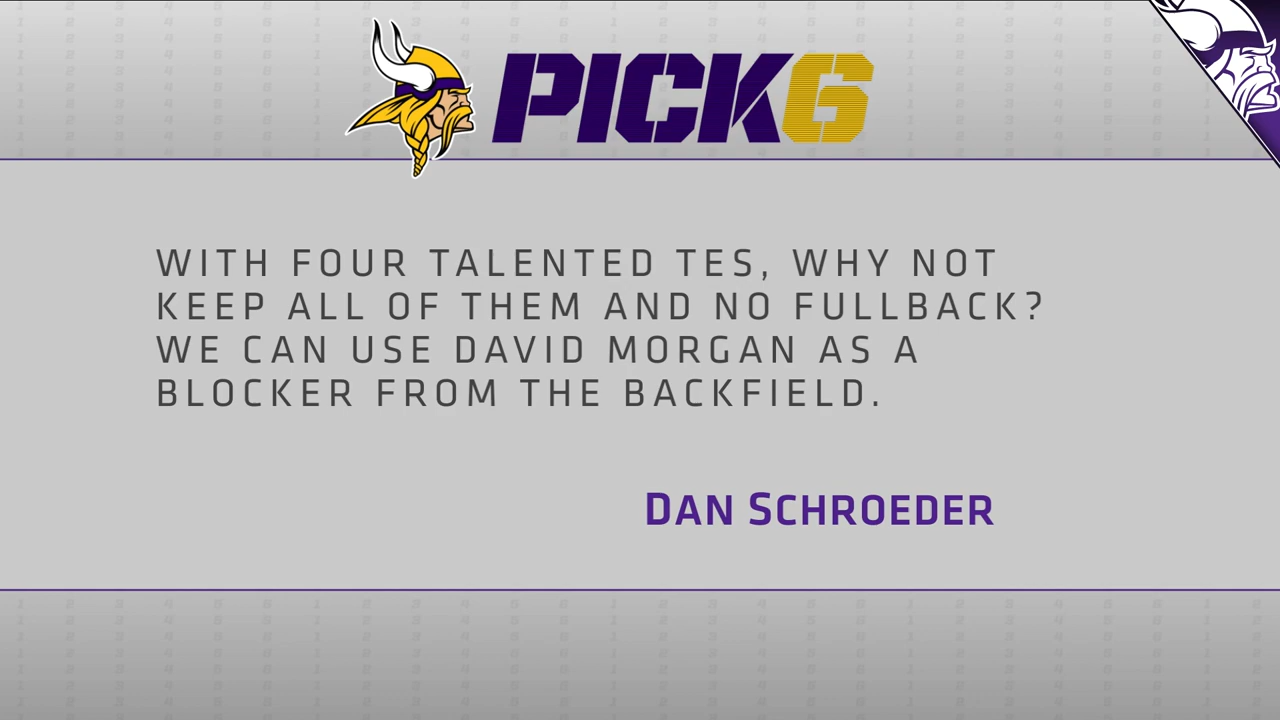 PICK6
WITH FOUR TALENTED TES, WHY NOT
KEEP ALL OF THEM AND NO FULLBACK?
WE CAN USE DAVID MORGAN AS A
BLOCKER FROM THE BACKFIELD.
DAN SCHROEDER